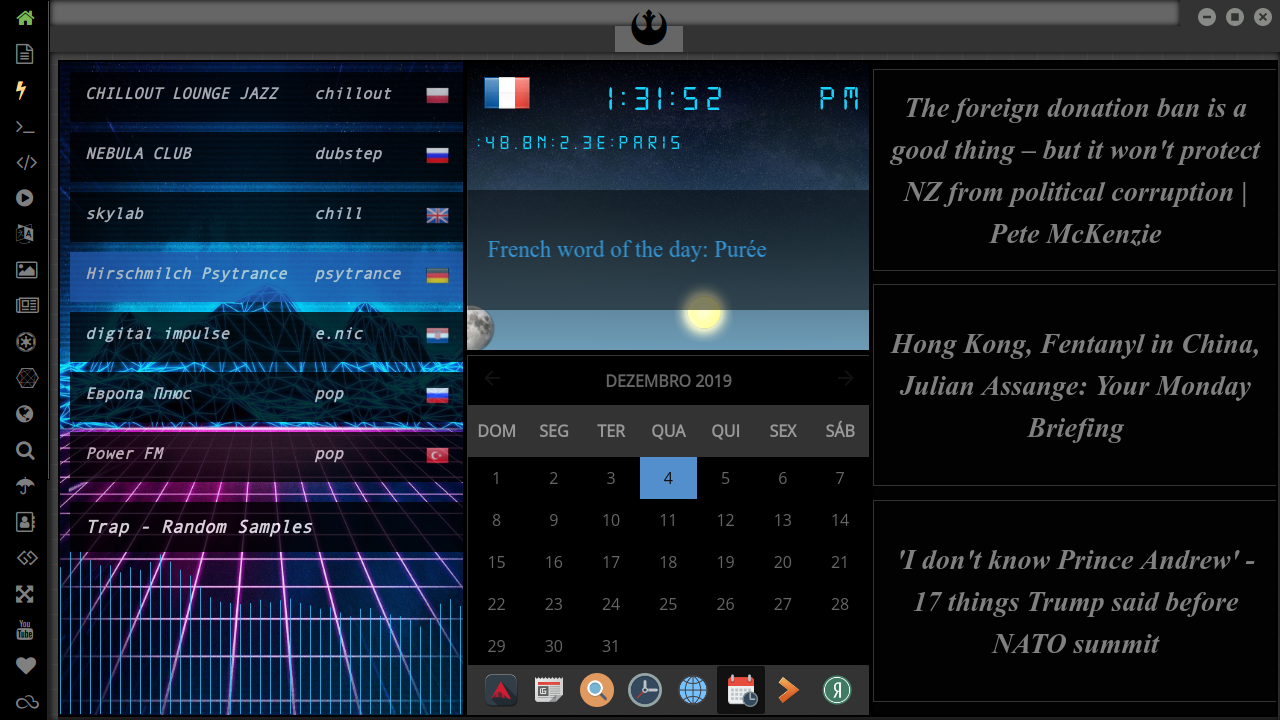 CHILLOUT LOUNGE JAZZ chillout
NEBULA CLUB dubstep
skylab chill
Hirschmilch Psytrance psytrance
digital impulse e.nic
Европа Плюс pop
Power FM pop
Trap - Random Samples
1:31:52 PM
:48.8N:2.3E:PARIS
French word of the day: Purée
DEZEMBRO 2019
DOM SEG TER QUA QUI SEX SÁB
1 2 3 4 5 6 7
8 9 10 11 12 13 14
15 16 17 18 19 20 21
22 23 24 25 26 27 28
29 30 31
The foreign donation ban is a
good thing – but it won't protect
NZ from political corruption |
Pete McKenzie
Hong Kong, Fentanyl in China,
Julian Assange: Your Monday
Briefing
'I don't know Prince Andrew' -
17 things Trump said before
NATO summit
You
Tube
Я